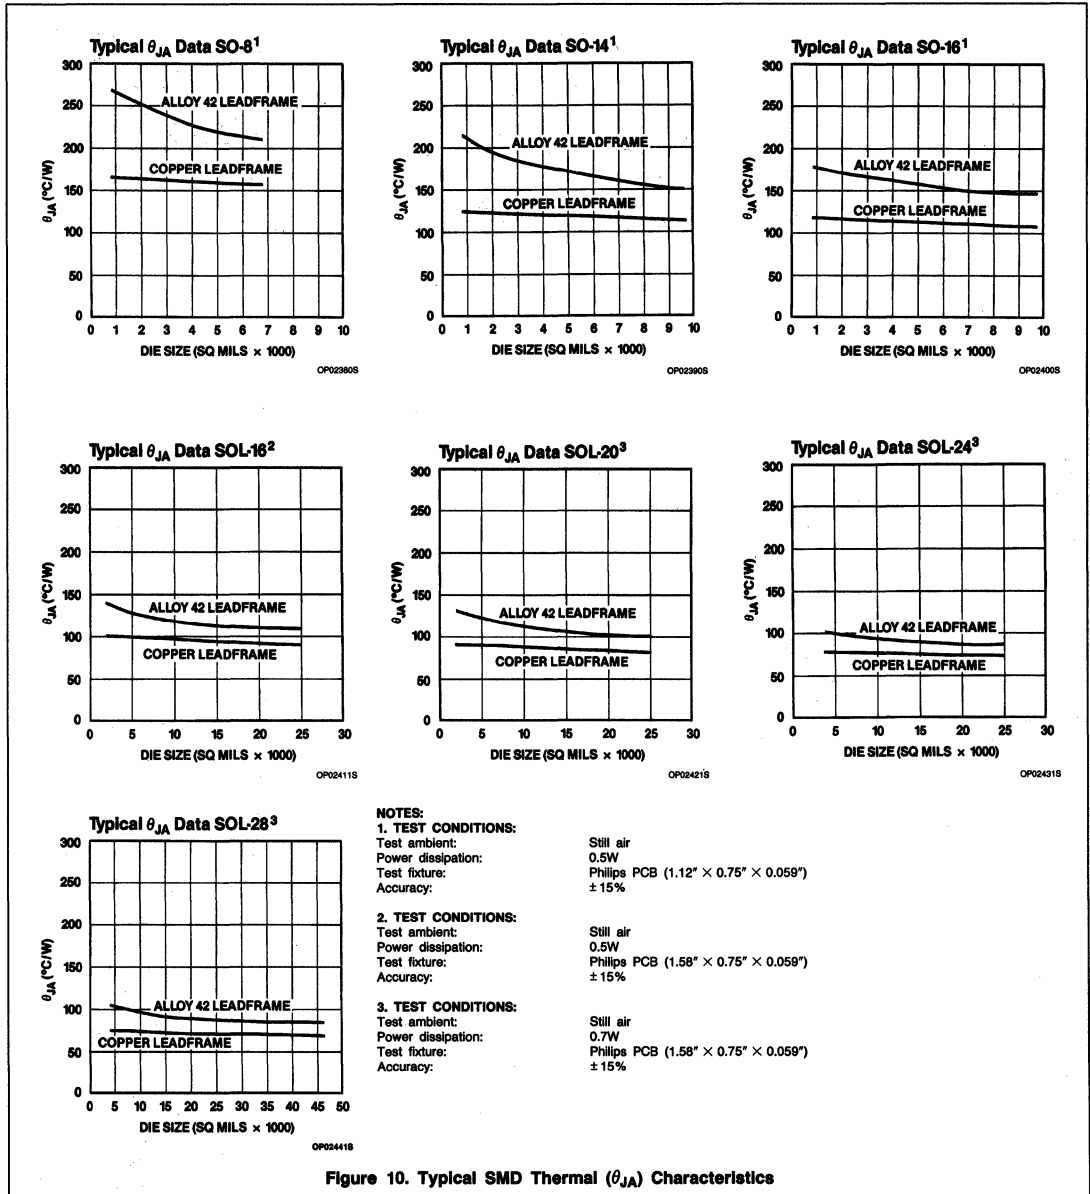 Typical θJA Data SO-8¹
300
250
200
150
100
50
0
θJA (°C/W)
ALLOY 42 LEADFRAME
COPPER LEADFRAME
0 1 2 3 4 5 6 7 8 9 10
DIE SIZE (SQ MILS × 1000)
OP02380S
Typical θJA Data SO-14¹
300
250
200
150
100
50
0
θJA (°C/W)
ALLOY 42 LEADFRAME
COPPER LEADFRAME
0 1 2 3 4 5 6 7 8 9 10
DIE SIZE (SQ MILS × 1000)
OP02390S
Typical θJA Data SO-16¹
300
250
200
150
100
50
0
θJA (°C/W)
ALLOY 42 LEADFRAME
COPPER LEADFRAME
0 1 2 3 4 5 6 7 8 9 10
DIE SIZE (SQ MILS × 1000)
OP02400S
Typical θJA Data SOL-16²
300
250
200
150
100
50
0
θJA (°C/W)
ALLOY 42 LEADFRAME
COPPER LEADFRAME
0 5 10 15 20 25 30
DIE SIZE (SQ MILS × 1000)
OP02411S
Typical θJA Data SOL-20³
300
250
200
150
100
50
0
θJA (°C/W)
ALLOY 42 LEADFRAME
COPPER LEADFRAME
0 5 10 15 20 25 30
DIE SIZE (SQ MILS × 1000)
OP02421S
Typical θJA Data SOL-24³
300
250
200
150
100
50
0
θJA (°C/W)
ALLOY 42 LEADFRAME
COPPER LEADFRAME
0 5 10 15 20 25 30
DIE SIZE (SQ MILS × 1000)
OP02431S
Typical θJA Data SOL-28³
300
250
200
150
100
50
0
θJA (°C/W)
ALLOY 42 LEADFRAME
COPPER LEADFRAME
0 5 10 15 20 25 30 35 40 45 50
DIE SIZE (SQ MILS × 1000)
OP02441S
NOTES:
1. TEST CONDITIONS:
Test ambient: Still air
Power dissipation: 0.5W
Test fixture: Philips PCB (1.12″ × 0.75″ × 0.059″)
Accuracy: ±15%
2. TEST CONDITIONS:
Test ambient: Still air
Power dissipation: 0.5W
Test fixture: Philips PCB (1.58″ × 0.75″ × 0.059″)
Accuracy: ±15%
3. TEST CONDITIONS:
Test ambient: Still air
Power dissipation: 0.7W
Test fixture: Philips PCB (1.58″ × 0.75″ × 0.059″)
Accuracy: ±15%
Figure 10. Typical SMD Thermal (θJA) Characteristics